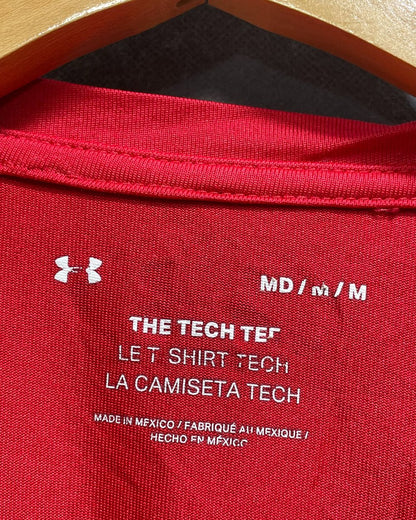 MD / M / M
THE TECH TEE
LE T-SHIRT TECH
LA CAMISETA TECH
MADE IN MEXICO / FABRIQUÉ AU MEXIQUE /
HECHO EN MÉXICO